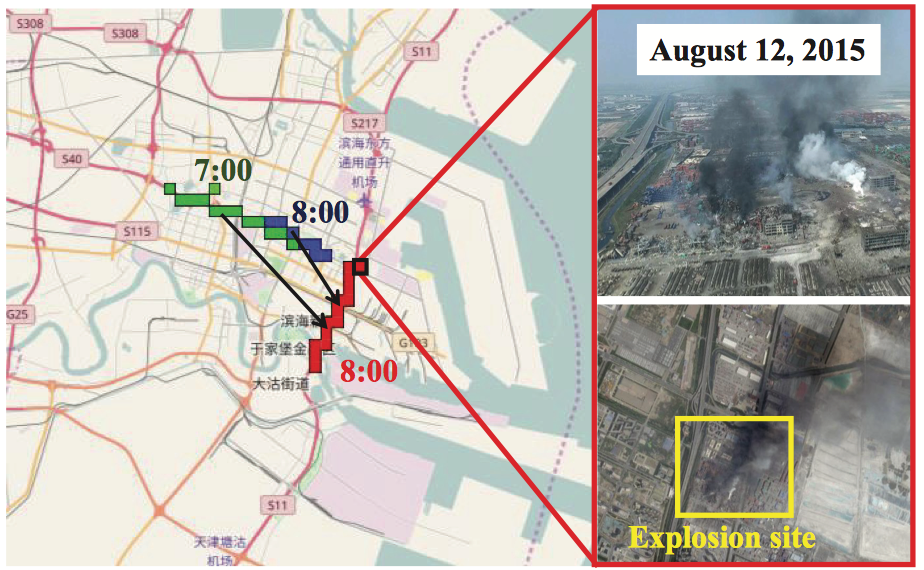 S308
S308
S11
S217
滨海东方
通用直升
机场
S40
7:00
8:00
S115
G25
滨海
于家堡金
G103
8:00
大沽街道
S11
天津塘沽
机场
August 12, 2015
Explosion site